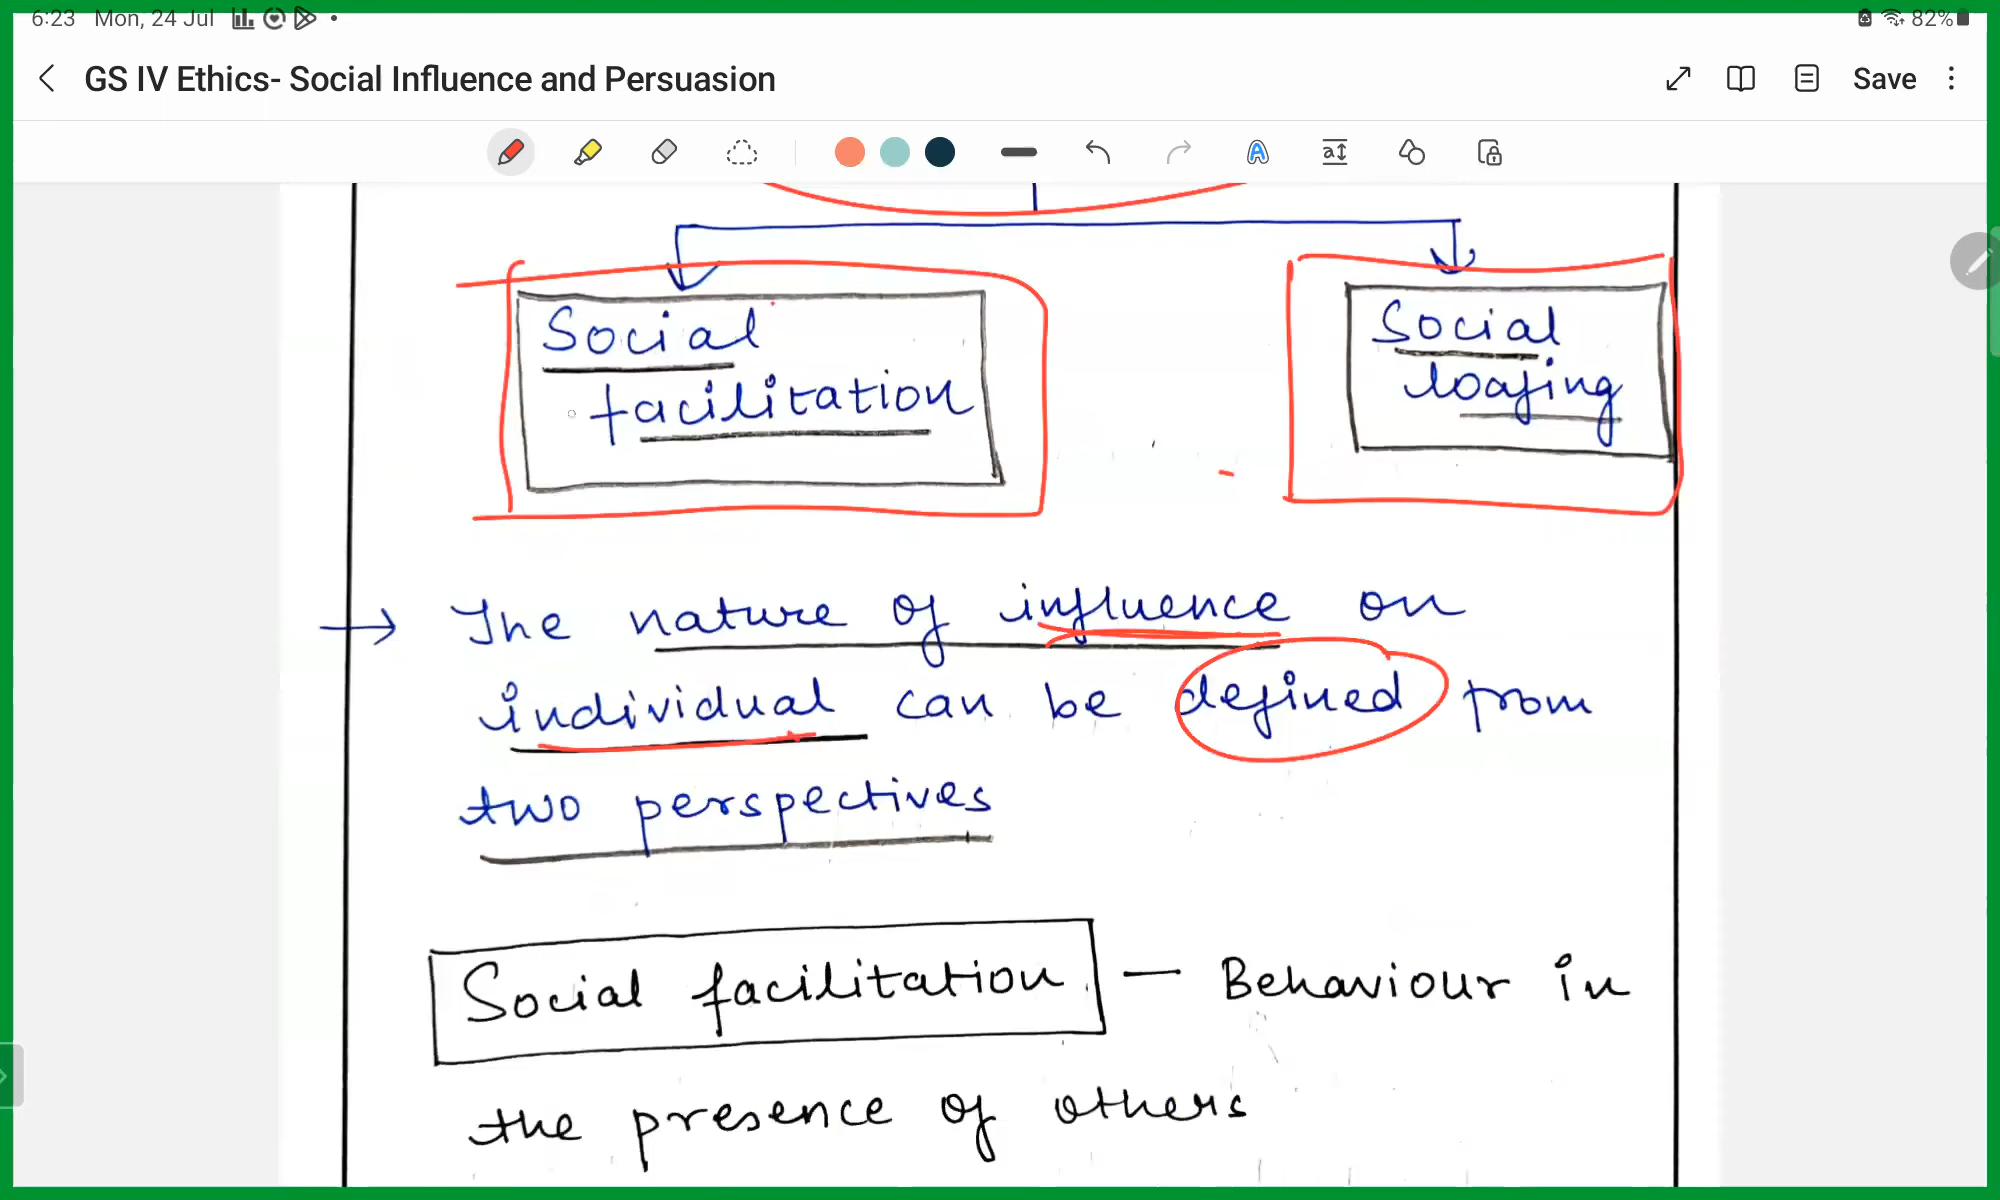 6:23 Mon, 24 Jul 82%
GS IV Ethics- Social Influence and Persuasion Save
Social
facilitation
Social
loafing
→ The nature of influence on
individual can be defined from
two perspectives
Social facilitation — Behaviour in
the presence of others